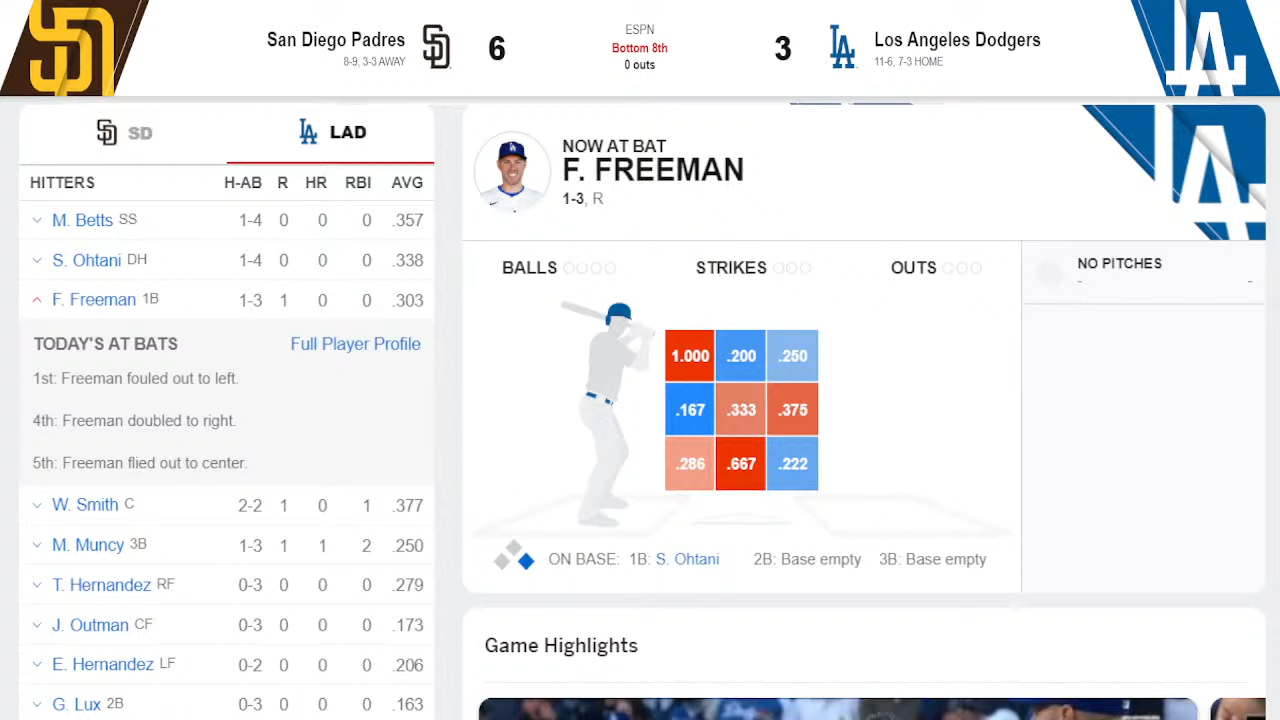 San Diego Padres
8-9, 3-3 AWAY
SD
6
ESPN
Bottom 8th
0 outs
3
LA
Los Angeles Dodgers
11-6, 7-3 HOME
SD
LA
SD SD
LA LAD
HITTERS H-AB R HR RBI AVG
M. Betts SS 1-4 0 0 0 .357
S. Ohtani DH 1-4 0 0 0 .338
F. Freeman 1B 1-3 1 0 0 .303
TODAY'S AT BATS Full Player Profile
1st: Freeman fouled out to left.
4th: Freeman doubled to right.
5th: Freeman flied out to center.
W. Smith C 2-2 1 0 1 .377
M. Muncy 3B 1-3 1 1 2 .250
T. Hernandez RF 0-3 0 0 0 .279
J. Outman CF 0-3 0 0 0 .173
E. Hernandez LF 0-2 0 0 0 .206
G. Lux 2B 0-3 0 0 0 .163
NOW AT BAT
F. FREEMAN
1-3, R
LA
BALLS STRIKES OUTS
1.000 .200 .250
.167 .333 .375
.286 .667 .222
ON BASE: 1B: S. Ohtani 2B: Base empty 3B: Base empty
NO PITCHES
- -
Game Highlights